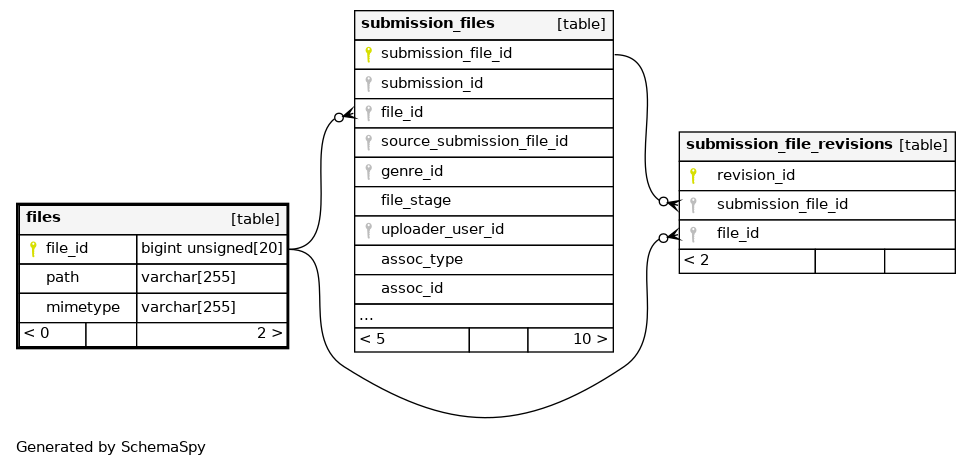 submission_files [table]
submission_file_id
submission_id
file_id
source_submission_file_id
genre_id
file_stage
uploader_user_id
assoc_type
assoc_id
...
< 5 10 >
submission_file_revisions [table]
revision_id
submission_file_id
file_id
< 2
files [table]
file_id bigint unsigned[20]
path varchar[255]
mimetype varchar[255]
< 0 2 >
Generated by SchemaSpy